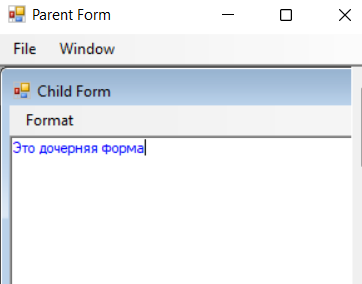 Parent Form
File Window
Child Form
Format
Это дочерняя форма